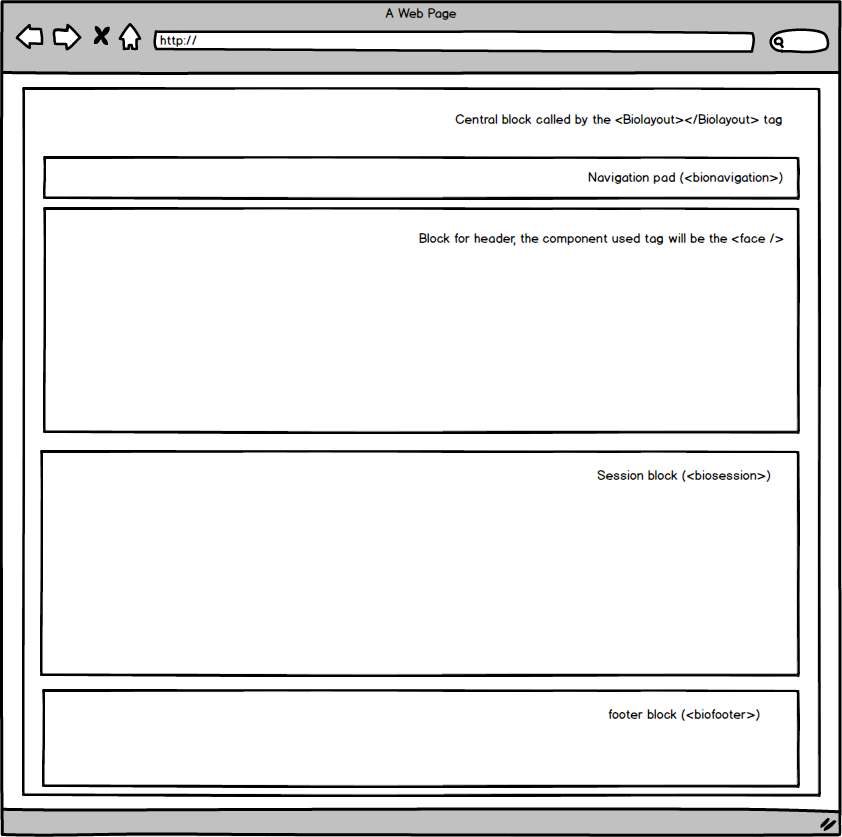 A Web Page
http://
Central block called by the <Biolayout></Biolayout> tag
Navigation pad (<bionavigation>)
Block for header, the component used tag will be the <face />
Session block (<biosession>)
footer block (<biofooter>)